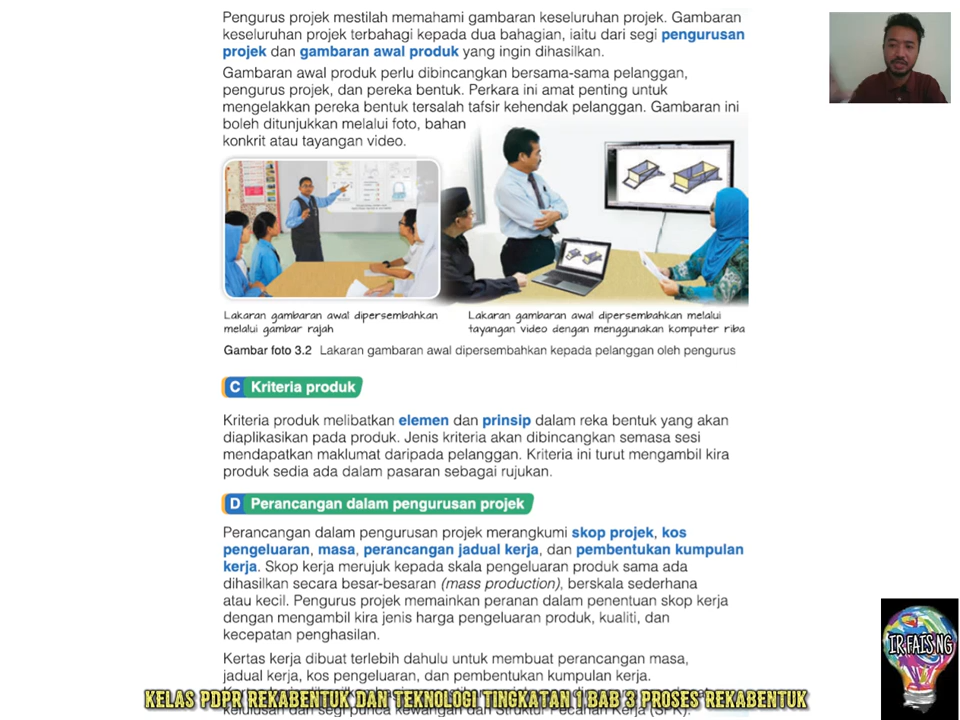 Pengurus projek mestilah memahami gambaran keseluruhan projek. Gambaran
keseluruhan projek terbahagi kepada dua bahagian, iaitu dari segi pengurusan
projek dan gambaran awal produk yang ingin dihasilkan.
Gambaran awal produk perlu dibincangkan bersama-sama pelanggan,
pengurus projek, dan pereka bentuk. Perkara ini amat penting untuk
mengelakkan pereka bentuk tersalah tafsir kehendak pelanggan. Gambaran ini
boleh ditunjukkan melalui foto, bahan
konkrit atau tayangan video.
Lakaran gambaran awal dipersembahkan
melalui gambar rajah
Lakaran gambaran awal dipersembahkan melalui
tayangan video dengan menggunakan komputer riba
Gambar foto 3.2 Lakaran gambaran awal dipersembahkan kepada pelanggan oleh pengurus
C Kriteria produk
Kriteria produk melibatkan elemen dan prinsip dalam reka bentuk yang akan
diaplikasikan pada produk. Jenis kriteria akan dibincangkan semasa sesi
mendapatkan maklumat daripada pelanggan. Kriteria ini turut mengambil kira
produk sedia ada dalam pasaran sebagai rujukan.
D Perancangan dalam pengurusan projek
Perancangan dalam pengurusan projek merangkumi skop projek, kos
pengeluaran, masa, perancangan jadual kerja, dan pembentukan kumpulan
kerja. Skop kerja merujuk kepada skala pengeluaran produk sama ada
dihasilkan secara besar-besaran (mass production), berskala sederhana
atau kecil. Pengurus projek memainkan peranan dalam penentuan skop kerja
dengan mengambil kira jenis harga pengeluaran produk, kualiti, dan
kecepatan penghasilan.
Kertas kerja dibuat terlebih dahulu untuk membuat perancangan masa,
jadual kerja, kos pengeluaran, dan pembentukan kumpulan kerja.
kelulusan dari segi punca kewangan dan Struktur Pecahan Kerja (SPK).
KELAS PDPR REKABENTUK DAN TEKNOLOGI TINGKATAN 1 BAB 3 PROSES REKABENTUK
IR FAIS NG